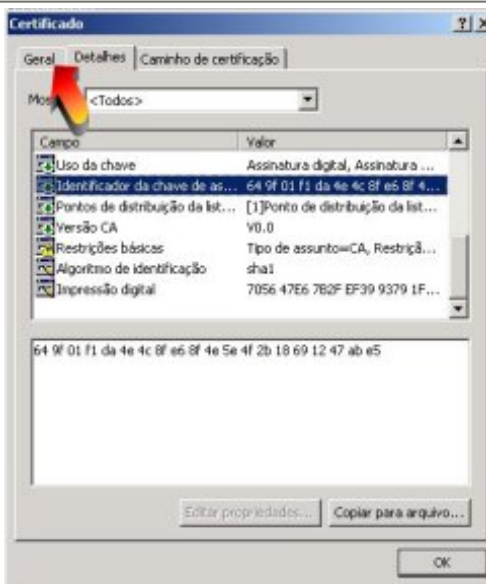 Certificado
Geral Detalhes Caminho de certificação
<Todos>
Campo Valor
Uso da chave Assinatura digital, Assinatura ...
Identificador da chave de as... 64 9f 01 f1 da 4e 4c 8f e6 8f 4...
Pontos de distribuição da list... [1]Ponto de distribuição da list...
Versão CA V0.0
Restrições básicas Tipo de assunto=CA, Restriçã...
Algoritmo de identificação sha1
Impressão digital 7056 47E6 7B2F EF39 9379 1F...
64 9f 01 f1 da 4e 4c 8f e6 8f 4e 5e 4f 2b 18 69 12 47 ab e5
Editar propriedades... Copiar para arquivo...
OK